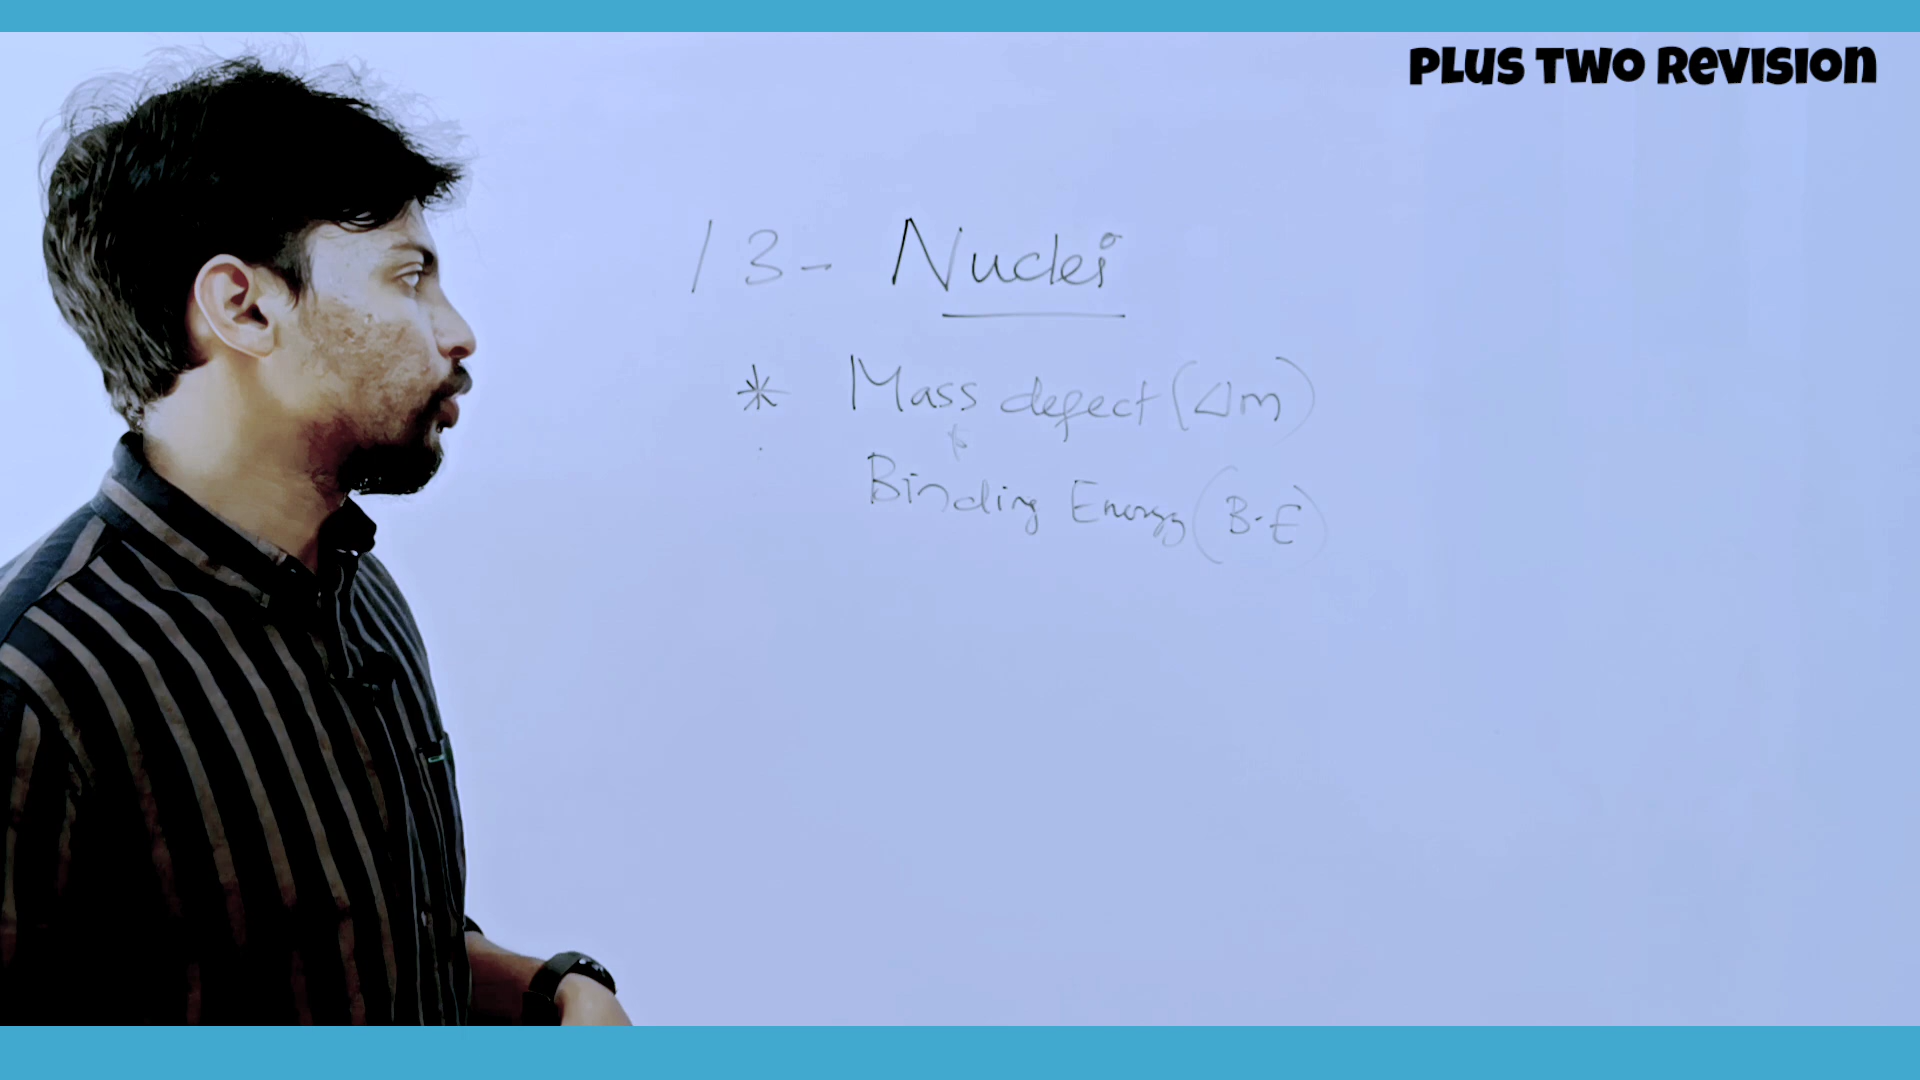 PLUS TWO REVISION
13- Nuclei
* Mass defect (Δm)
&
Binding Energy (B.E)